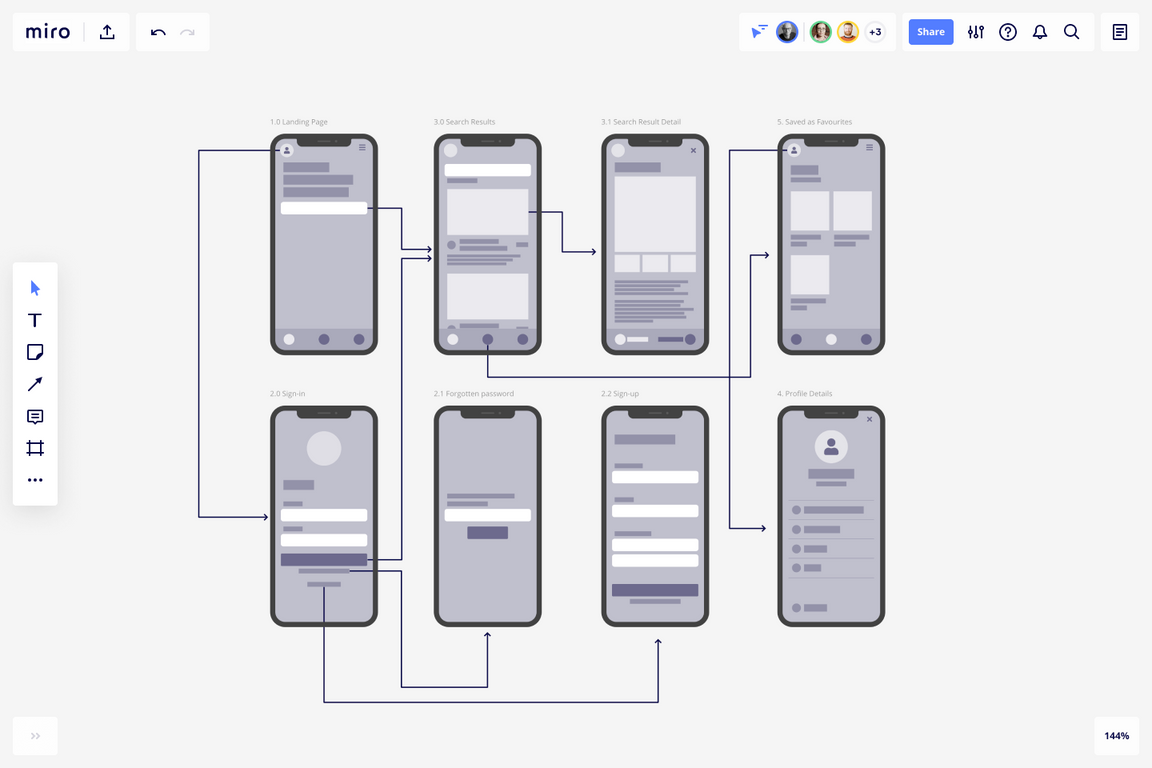 miro
+3
Share
1.0 Landing Page
3.0 Search Results
3.1 Search Result Detail
5. Saved as Favourites
T
2.0 Sign-in
2.1 Forgotten password
2.2 Sign-up
4. Profile Details
144%